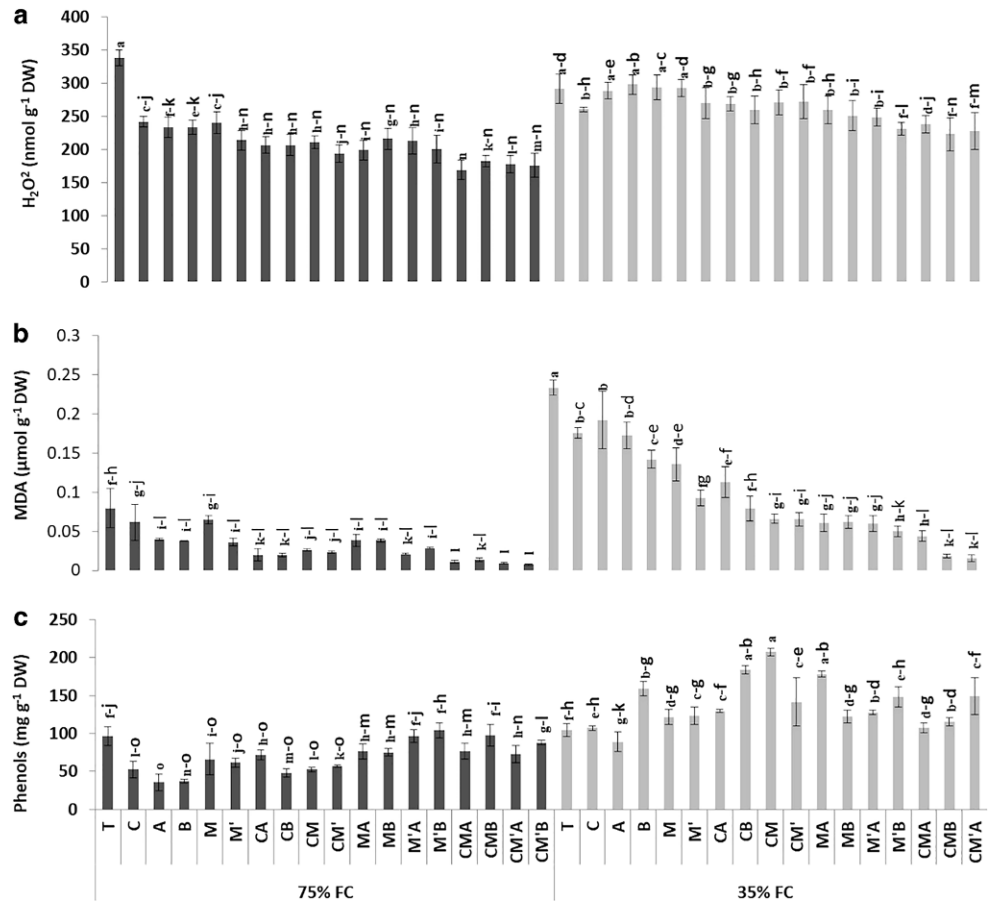 a
H₂O² (nmol g⁻¹ DW)
400
350
300
250
200
150
100
50
0
a c-j f-k e-k c-j h-n h-n h-n h-n j-n i-n g-n h-n i-n n k-n l-n m-n a-d b-h a-e a-b a-c a-d b-g b-g b-h b-f b-f b-h b-i b-i f-l d-j f-n f-m
b
MDA (µmol g⁻¹ DW)
0.3
0.25
0.2
0.15
0.1
0.05
0
f-h g-j i-l i-l g-i i-l k-l k-l j-l j-l i-l i-l k-l i-l l k-l l l a b-c b b-d c-e d-e fg c-f f-h g-i g-i g-j g-j g-j h-k h-l k-l k-l
c
Phenols (mg g⁻¹ DW)
250
200
150
100
50
0
f-j l-o o n-o i-o j-o h-o m-o l-o k-o h-m h-m f-j f-h h-m f-i h-n g-l f-h e-h g-k b-g d-g c-g c-f a-b a c-e a-b d-g b-d c-h d-g b-d c-f
T C A B M M' CA CB CM CM' MA MB M'A M'B CMA CMB CM'A CM'B T C A B M M' CA CB CM CM' MA MB M'A M'B CMA CMB CM'A
75% FC 35% FC